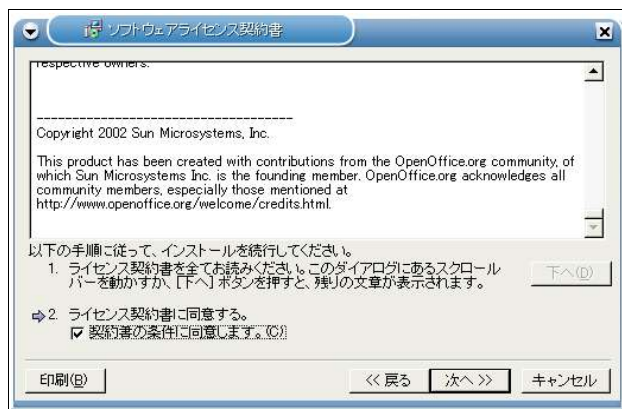 ソフトウェアライセンス契約書
respective owners.
------------------------------------
Copyright 2002 Sun Microsystems, Inc.
This product has been created with contributions from the OpenOffice.org community, of
which Sun Microsystems Inc. is the founding member. OpenOffice.org acknowledges all
community members, especially those mentioned at
http://www.openoffice.org/welcome/credits.html.
以下の手順に従って、インストールを続行してください。
1. ライセンス契約書を全てお読みください。このダイアログにあるスクロール
バーを動かすか、[下へ] ボタンを押すと、残りの文章が表示されます。
下へ(D)
2. ライセンス契約書に同意する。
契約書の条件に同意します。(C)
印刷(B)
<< 戻る
次へ >>
キャンセル